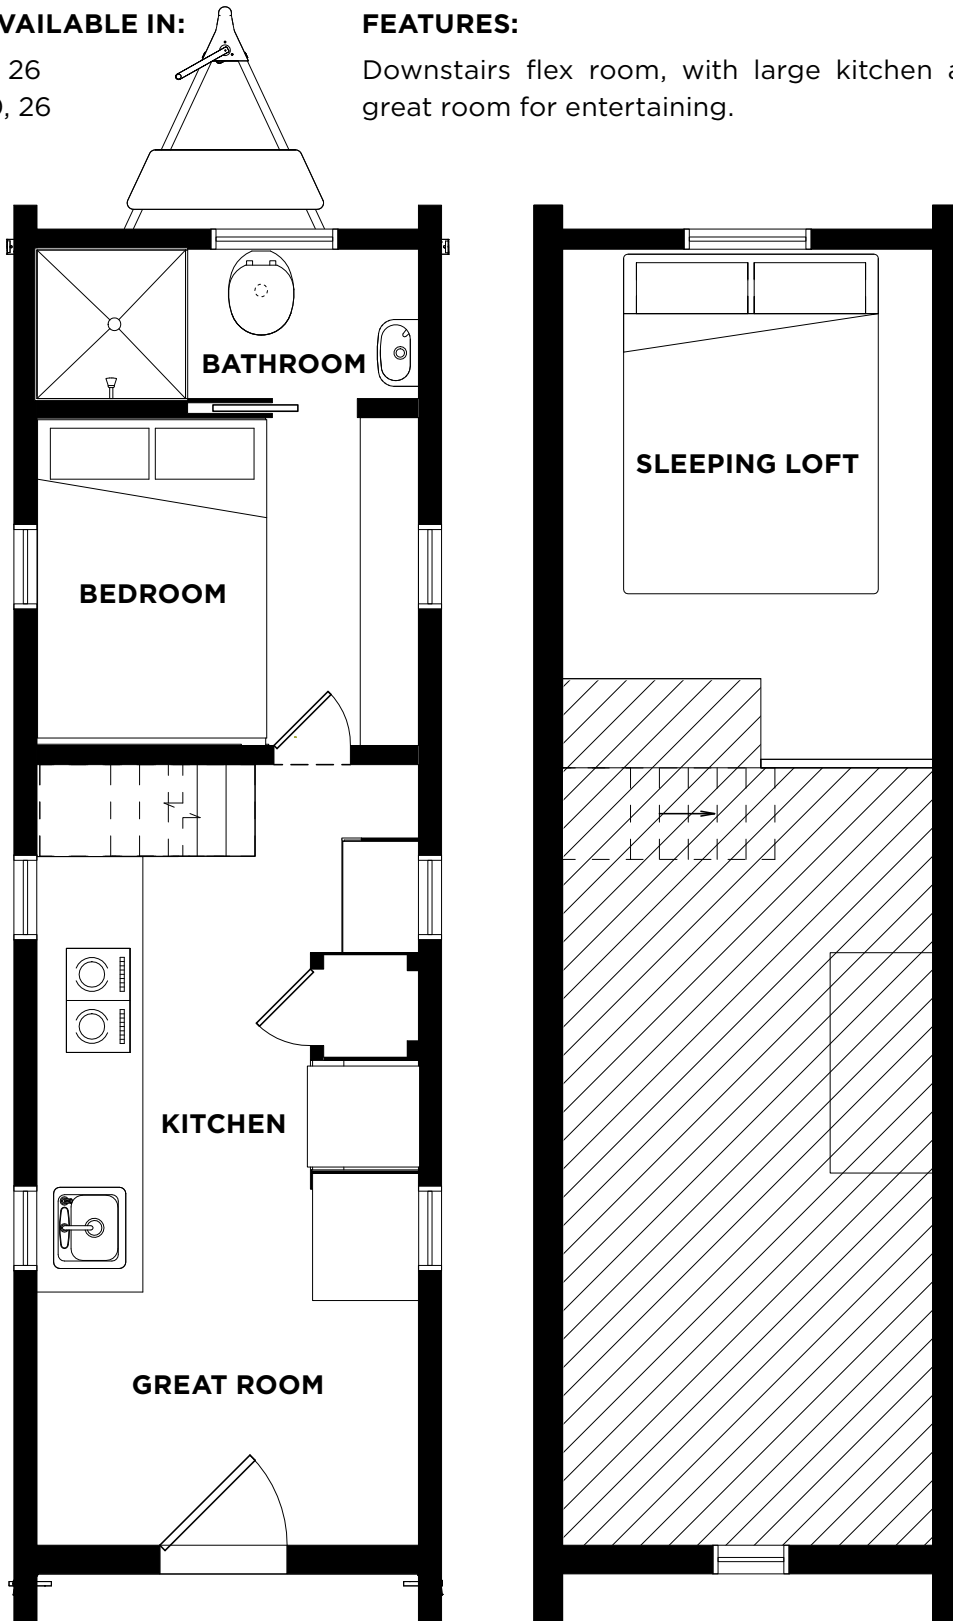 VAILABLE IN:
26
, 26
FEATURES:
Downstairs flex room, with large kitchen a
great room for entertaining.
BATHROOM
BEDROOM
KITCHEN
GREAT ROOM
SLEEPING LOFT